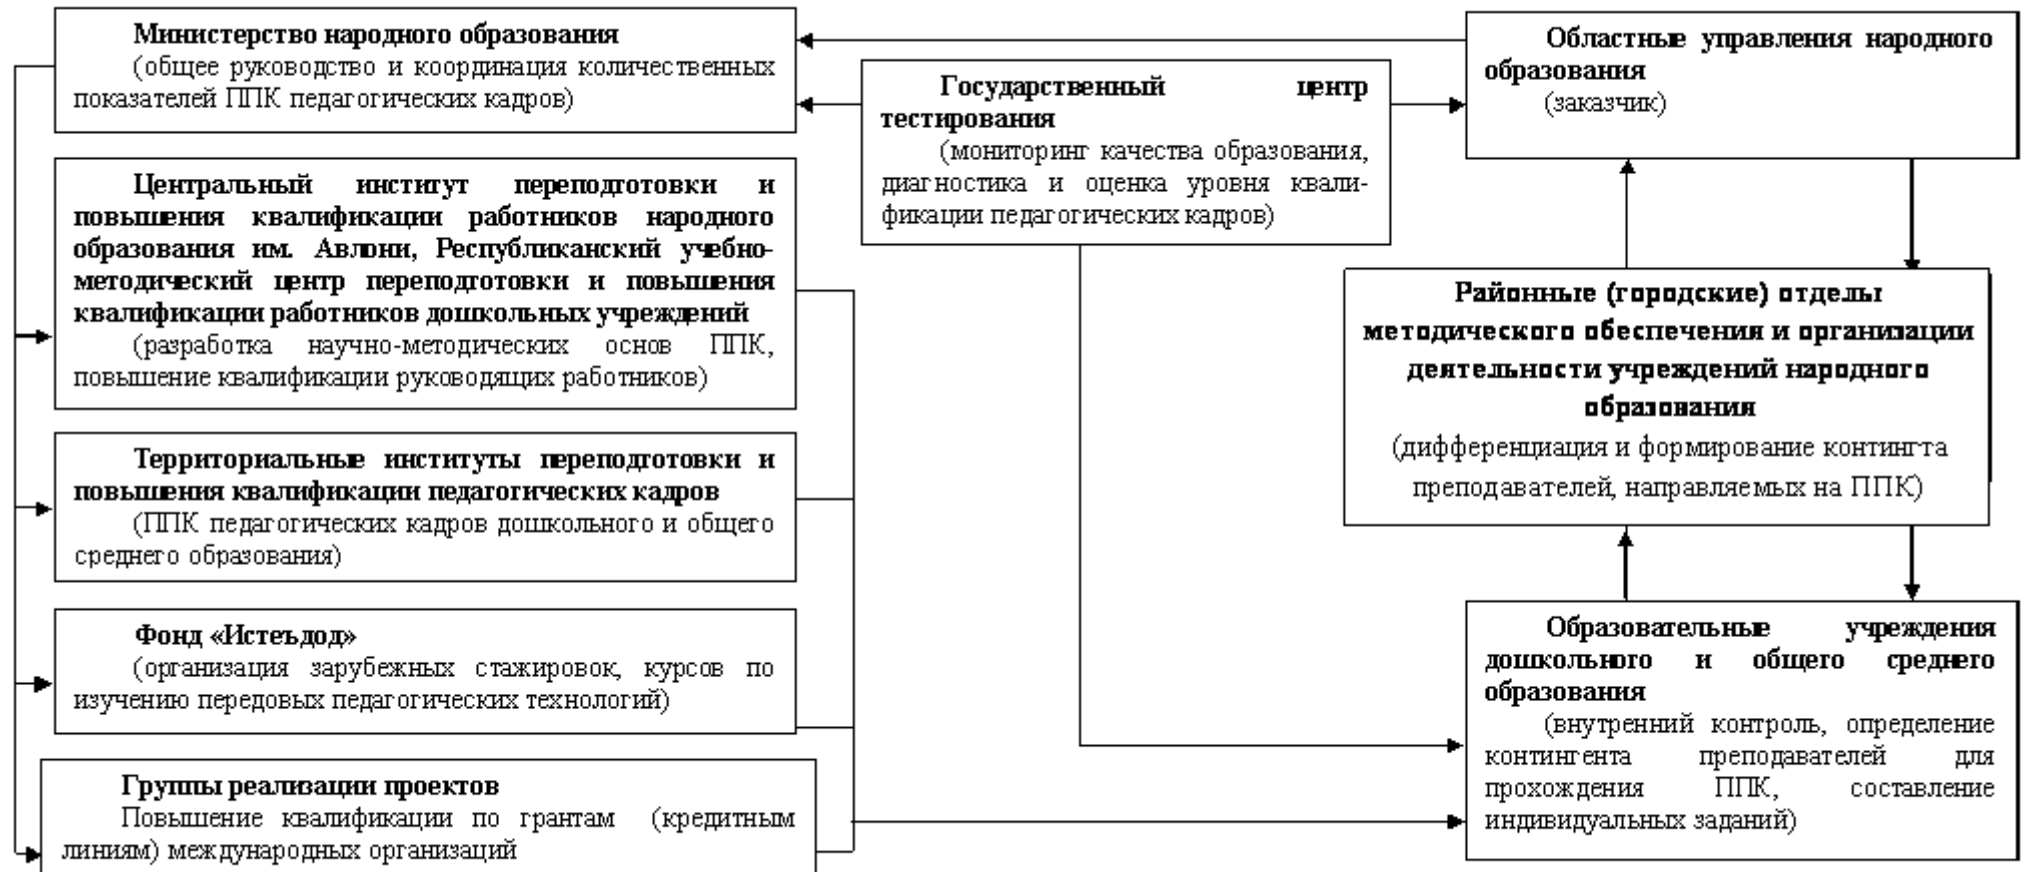 Министерство народного образования
(общее руководство и координация количественных
показателей ППК педагогических кадров)
Центральный институт переподготовки и
повышения квалификации работников народного
образования им. Авлони, Республиканский учебно-
методический центр переподготовки и повышения
квалификации работников дошкольных учреждений
(разработка научно-методических основ ППК,
повышение квалификации руководящих работников)
Территориальные институты переподготовки и
повышения квалификации педагогических кадров
(ППК педагогических кадров дошкольного и общего
среднего образования)
Фонд «Истеъдод»
(организация зарубежных стажировок, курсов по
изучению передовых педагогических технологий)
Группы реализации проектов
Повышение квалификации по грантам (кредитным
линиям) международных организаций
Государственный центр
тестирования
(мониторинг качества образования,
диагностика и оценка уровня квали-
фикации педагогических кадров)
Областные управления народного
образования
(заказчик)
Районные (городские) отделы
методического обеспечения и организации
деятельности учреждений народного
образования
(дифференциация и формирование контингта
преподавателей, направляемых на ППК)
Образовательные учреждения
дошкольного и общего среднего
образования
(внутренний контроль, определение
контингента преподавателей для
прохождения ППК, составление
индивидуальных заданий)